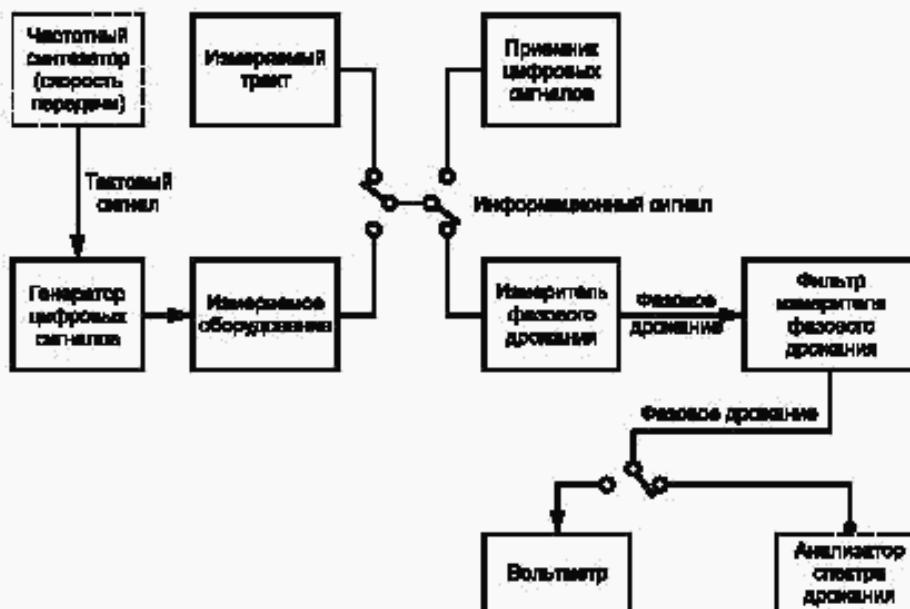 Частотный
синтезатор
(скорость
передачи)
Измеряемый
тракт
Приемник
цифровых
сигналов
Тестовый
сигнал
Информационный сигнал
Генератор
цифровых
сигналов
Измеряемое
оборудование
Измеритель
фазового
дрожания
Фазовое
дрожание
Фильтр
измерителя
фазового
дрожания
Фазовое дрожание
Вольтметр
Анализатор
спектра
дрожания